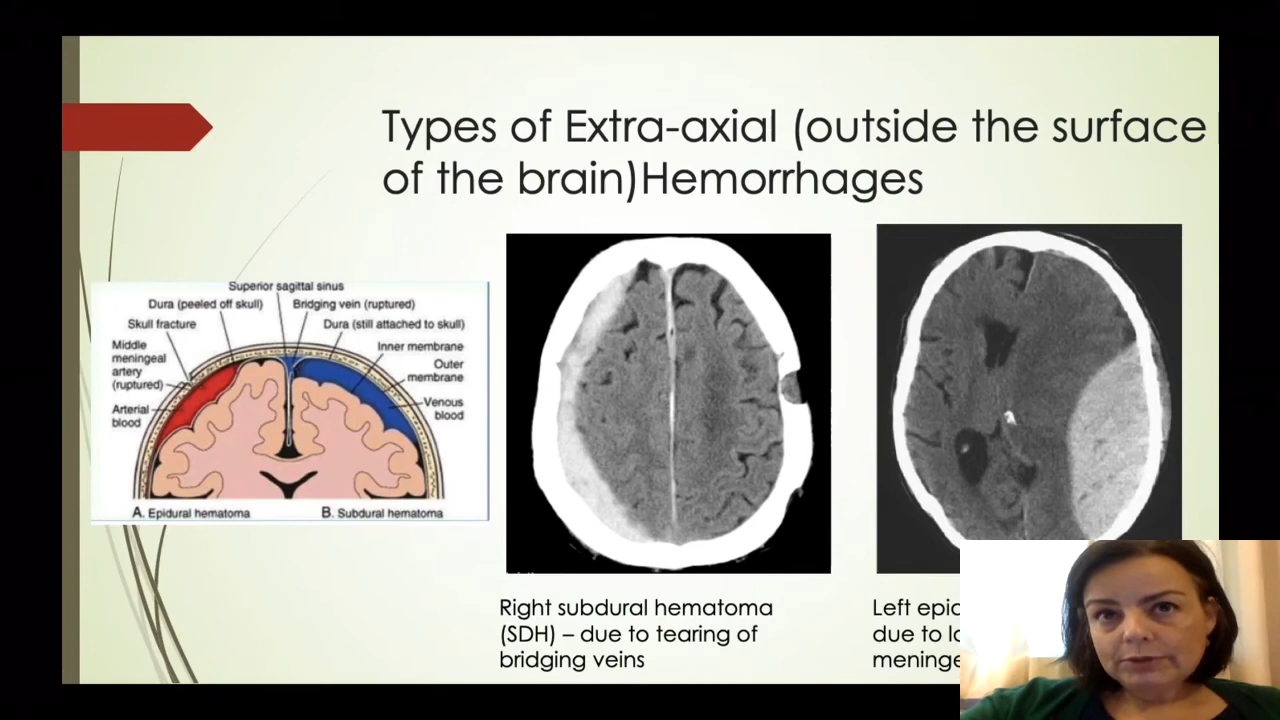 Types of Extra-axial (outside the surface
of the brain)Hemorrhages
Superior sagittal sinus
Dura (peeled off skull)
Bridging vein (ruptured)
Skull fracture
Dura (still attached to skull)
Middle
meningeal
artery
(ruptured)
Inner membrane
Outer
membrane
Arterial
blood
Venous
blood
A. Epidural hematoma
B. Subdural hematoma
Right subdural hematoma
(SDH) – due to tearing of
bridging veins
Left
due to